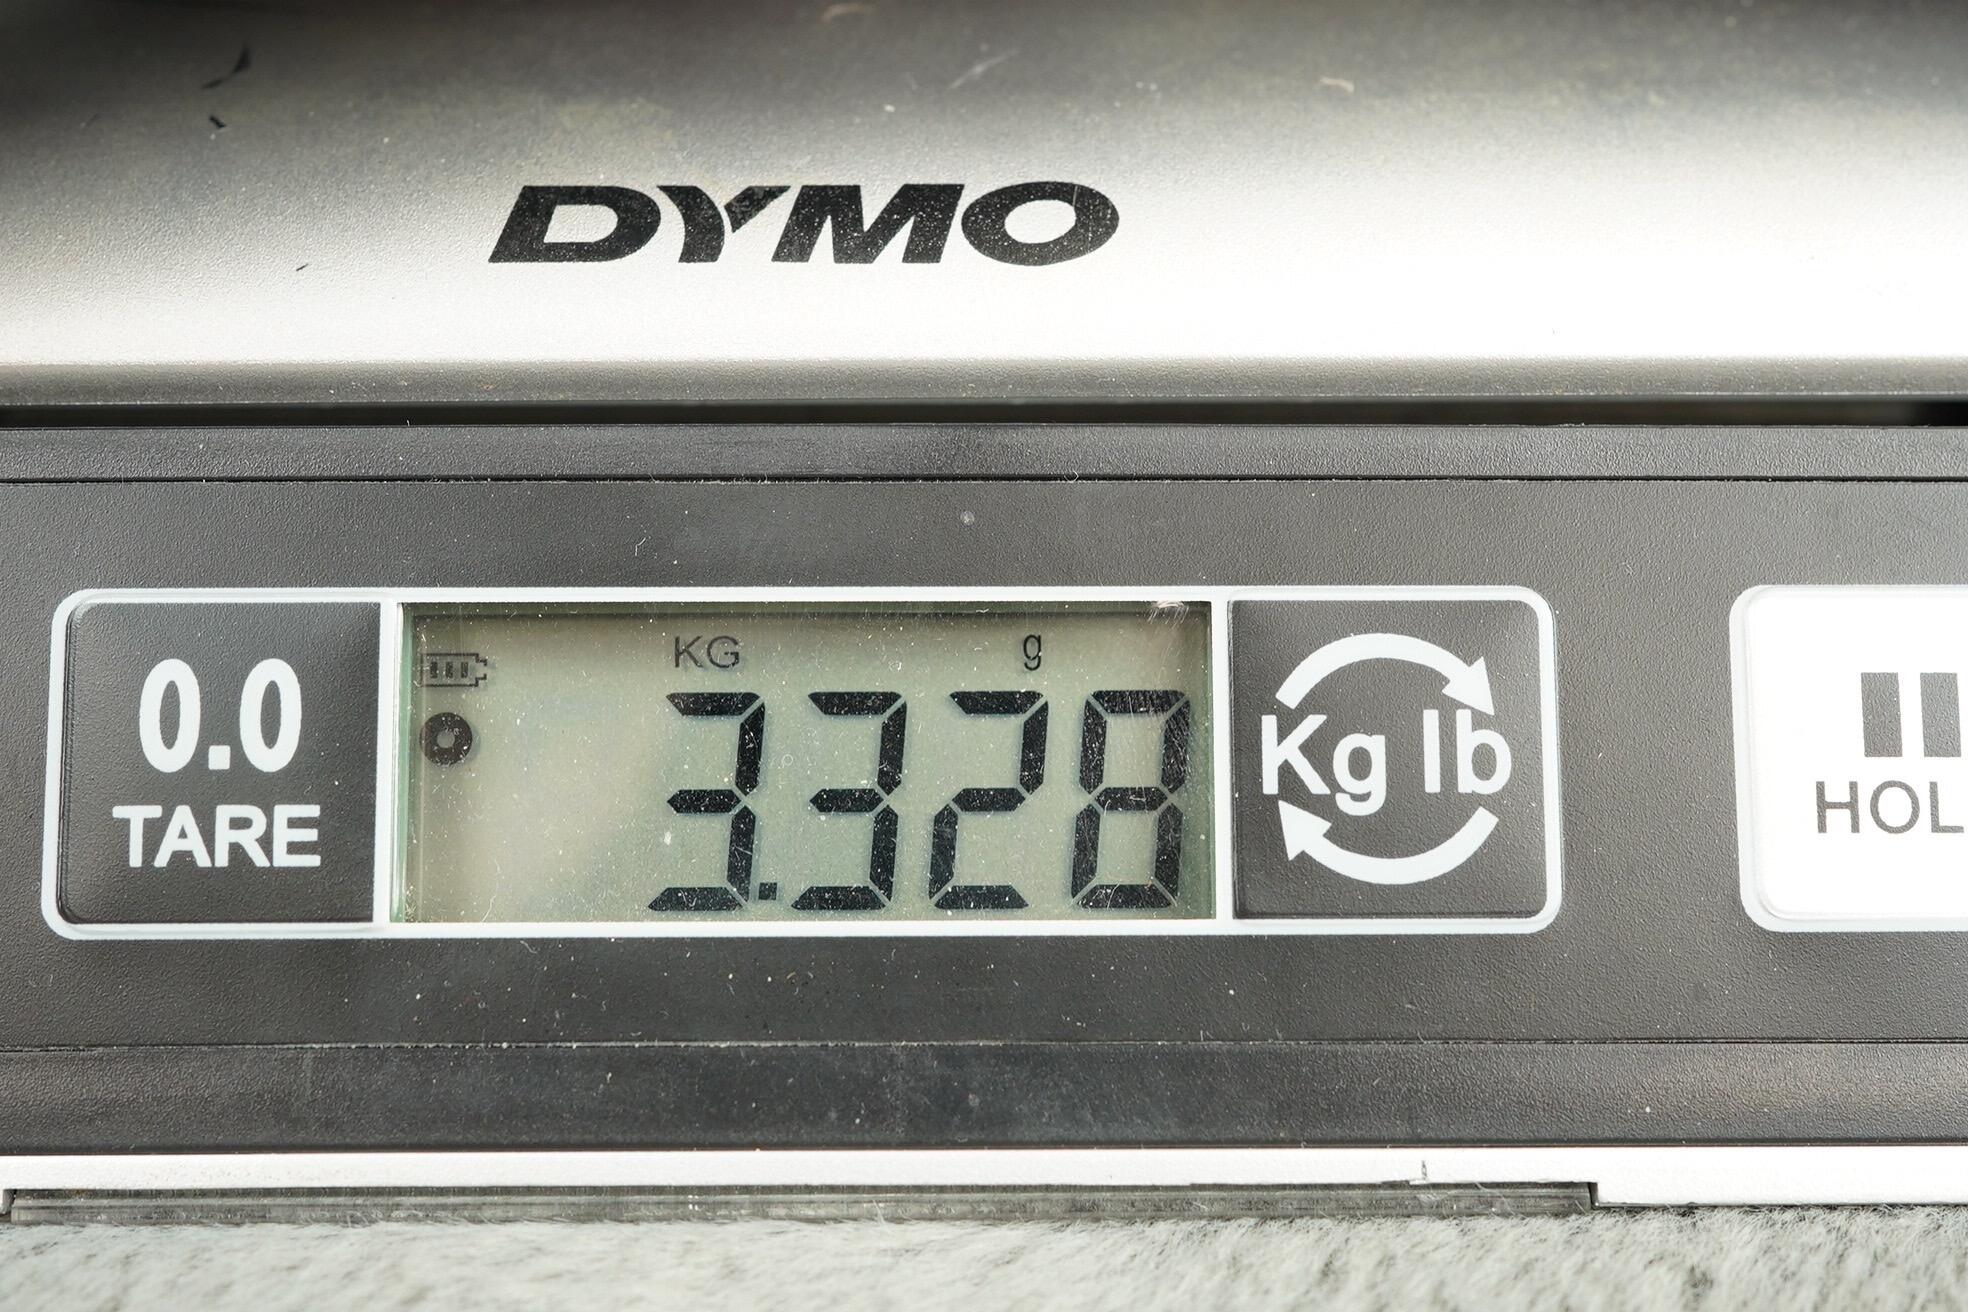 DYMO
0.0
TARE
KG g
3.328
Kg lb
HOL